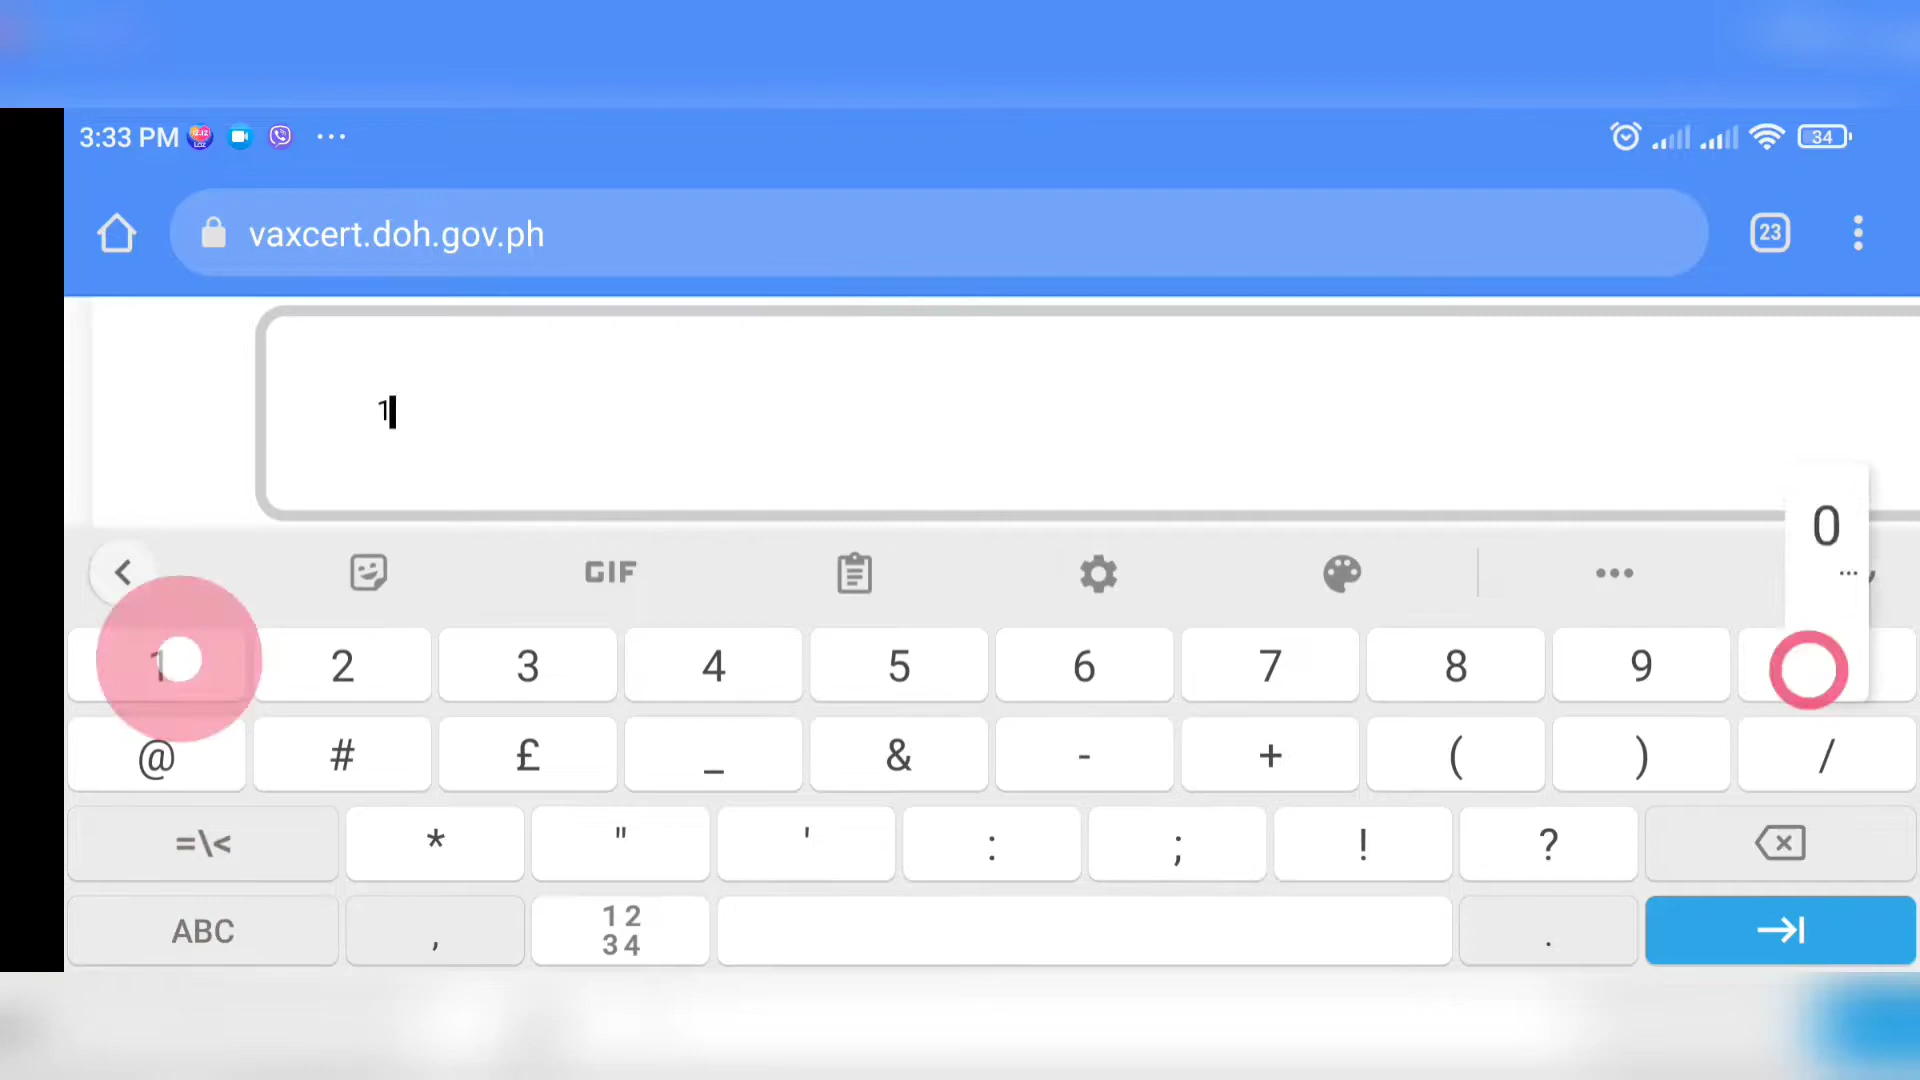 3:33 PM ... 34
vaxcert.doh.gov.ph 23
1
0
GIF
1 2 3 4 5 6 7 8 9
@ # £ _ & - + ( ) /
=\< * " ' : ; ! ?
ABC , 1 2 .
3 4